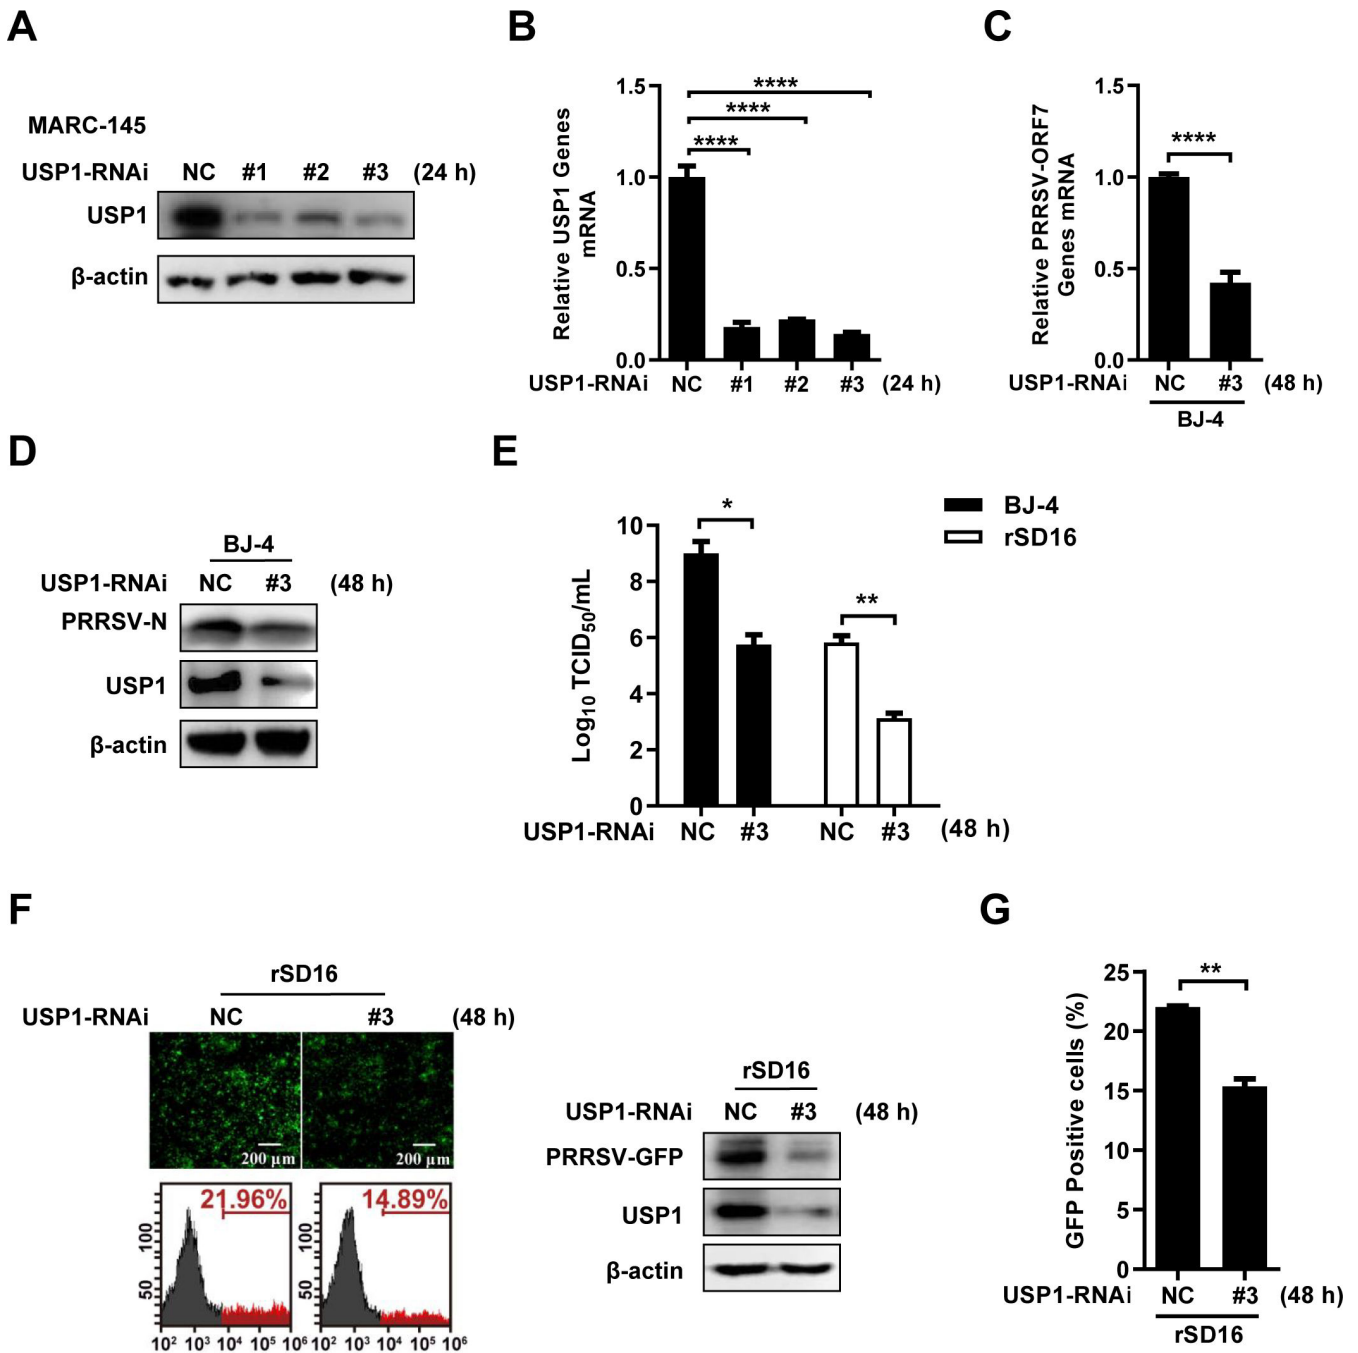 A
MARC-145
USP1-RNAi NC #1 #2 #3 (24 h)
USP1
β-actin
B
Relative USP1 Genes
mRNA
1.5
1.0
0.5
0.0
****
****
****
USP1-RNAi NC #1 #2 #3 (24 h)
C
Relative PRRSV-ORF7
Genes mRNA
1.5
1.0
0.5
0.0
****
USP1-RNAi NC #3 (48 h)
BJ-4
D
BJ-4
USP1-RNAi NC #3 (48 h)
PRRSV-N
USP1
β-actin
E
Log10 TCID50/mL
10
8
6
4
2
0
*
**
BJ-4
rSD16
USP1-RNAi NC #3 NC #3 (48 h)
F
rSD16
USP1-RNAi NC #3 (48 h)
200 μm 200 μm
21.96% 14.89%
100 100
50 50
10² 10³ 10⁴ 10⁵ 10⁶ 10² 10³ 10⁴ 10⁵ 10⁶
rSD16
USP1-RNAi NC #3 (48 h)
PRRSV-GFP
USP1
β-actin
G
GFP Positive cells (%)
25
20
15
10
5
0
**
USP1-RNAi NC #3 (48 h)
rSD16